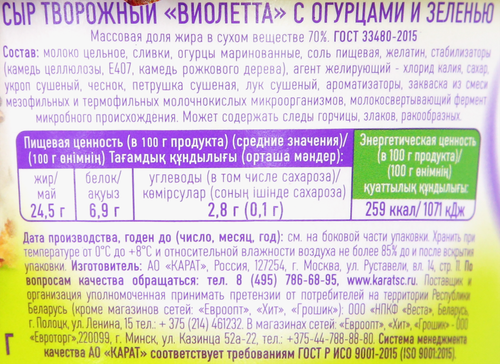 СЫР ТВОРОЖНЫЙ «ВИОЛЕТТА» С ОГУРЦАМИ И ЗЕЛЕНЬЮ
Массовая доля жира в сухом веществе 70%. ГОСТ 33480-2015
Состав: молоко цельное, сливки, огурцы маринованные, соль пищевая, желатин, стабилизаторы
(камедь целлюлозы, E407, камедь рожкового дерева), агент желирующий - хлорид калия, сахар,
укроп сушеный, чеснок, петрушка сушеная, лук сушеный, ароматизаторы, закваска из смеси
мезофильных и термофильных молочнокислых микроорганизмов, молокосвертывающий фермент
микробного происхождения. Может содержать следы горчицы, злаков, ракообразных.
Пищевая ценность (в 100 г продукта) (средние значения)/
(100 г өнімнің) Тағамдық құндылығы (орташа мәндер):
Энергетическая ценность
(в 100 г продукта)/
(100 г өнімнің)
қуаттылық құндылығы:
жир/ белок/ углеводы (в том числе сахароза)/
май ақуыз көмірсулар (соның ішінде сахароза)
24,5 г 6,9 г 2,8 г (0,1 г) 259 ккал/1071 кДж
Дата производства, годен до (число, месяц, год): см. на боковой части упаковки. Хранить при
температуре от 0°C до +8°C и относительной влажности воздуха не более 85% до и после вскрытия
упаковки. Изготовитель: АО «КАРАТ», Россия, 127254, г. Москва, ул. Руставели, вл. 14, стр. 11. По
вопросам качества обращаться: тел. 8 (495) 786-68-95, www.karatsc.ru. Поставщик и
организация уполномоченная принимать претензии от потребителей на территории Республики
Беларусь (кроме магазинов сетей: «Евроопт», «Хит», «Грошик»): ООО «НПКО «Веста», Беларусь,
г. Полоцк, ул. Ленина, 15 тел. + 375 (214) 461232. В магазинах сетей: «Евроопт», «Хит», «Грошик» - ООО
«Евроторг», 220099, г. Минск, ул. Казинца 52а-22, тел.: +375-44-788-88-80. Система менеджмента
качества АО «КАРАТ» соответствует требованиям ГОСТ Р ИСО 9001-2015 (ISO 9001:2015).
Г